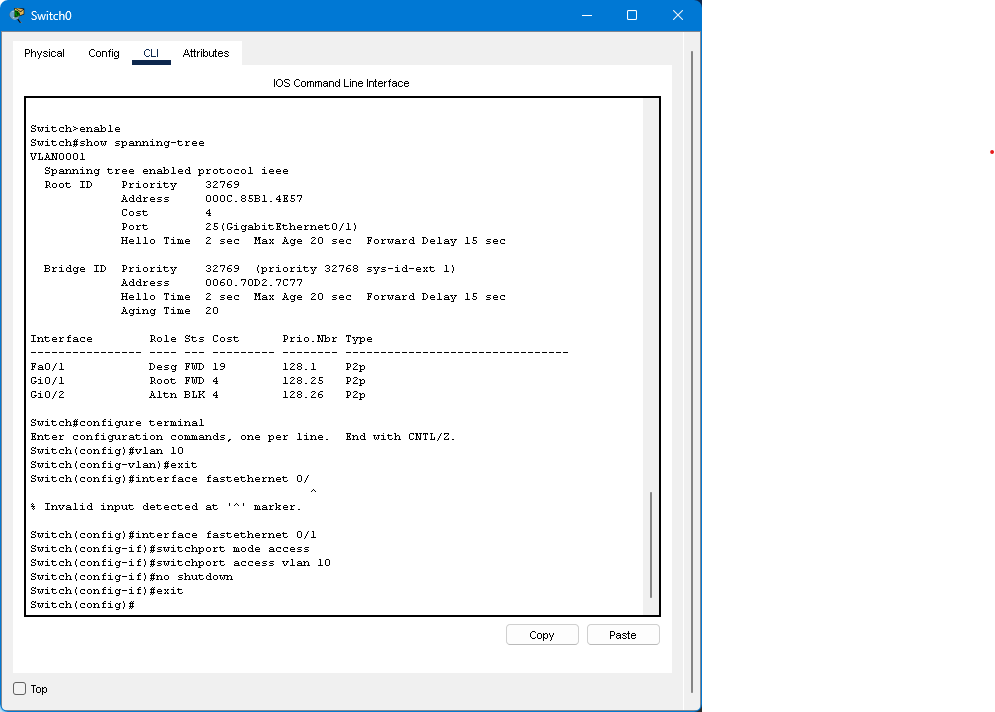 Switch0
Physical Config CLI Attributes
IOS Command Line Interface
Switch>enable
Switch#show spanning-tree
VLAN0001
  Spanning tree enabled protocol ieee
  Root ID    Priority    32769
             Address     000C.85B1.4E57
             Cost        4
             Port        25(GigabitEthernet0/1)
             Hello Time  2 sec  Max Age 20 sec  Forward Delay 15 sec
  Bridge ID  Priority    32769  (priority 32768 sys-id-ext 1)
             Address     0060.70D2.7C77
             Hello Time  2 sec  Max Age 20 sec  Forward Delay 15 sec
             Aging Time  20
Interface        Role Sts Cost      Prio.Nbr Type
---------------- ---- --- --------- -------- --------------------------------
Fa0/1            Desg FWD 19        128.1    P2p
Gi0/1            Root FWD 4         128.25   P2p
Gi0/2            Altn BLK 4         128.26   P2p
Switch#configure terminal
Enter configuration commands, one per line.  End with CNTL/Z.
Switch(config)#vlan 10
Switch(config-vlan)#exit
Switch(config)#interface fastethernet 0/
                                        ^
% Invalid input detected at '^' marker.
Switch(config)#interface fastethernet 0/1
Switch(config-if)#switchport mode access
Switch(config-if)#switchport access vlan 10
Switch(config-if)#no shutdown
Switch(config-if)#exit
Switch(config)#
Copy Paste
Top